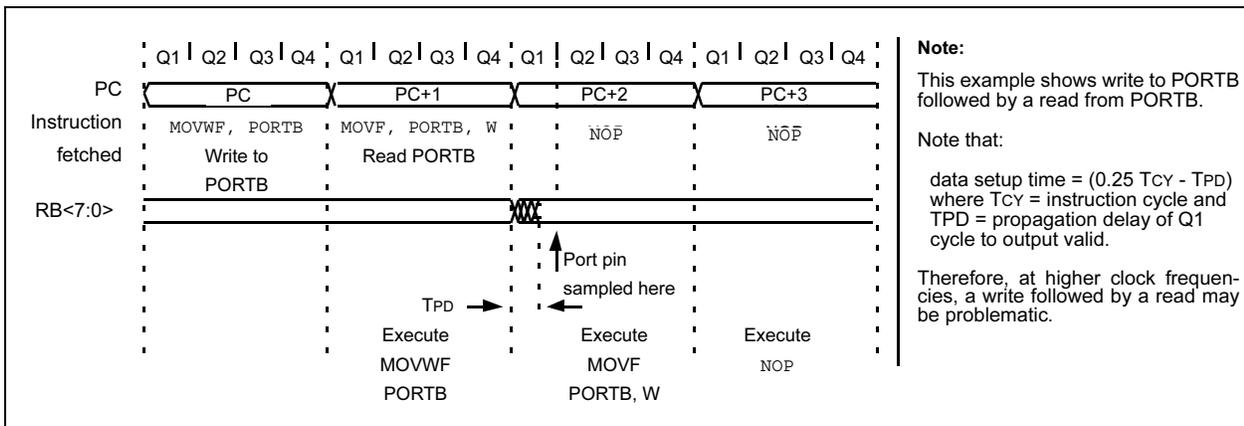 Q1 Q2 Q3 Q4 Q1 Q2 Q3 Q4 Q1 Q2 Q3 Q4 Q1 Q2 Q3 Q4
PC PC PC+1 PC+2 PC+3
Instruction
fetched
MOVWF, PORTB
Write to
PORTB
MOVF, PORTB, W
Read PORTB
NOP
NOP
RB<7:0>
Port pin
sampled here
TPD
Execute
MOVWF
PORTB
Execute
MOVF
PORTB, W
Execute
NOP
Note:
This example shows write to PORTB
followed by a read from PORTB.
Note that:
data setup time = (0.25 TCY - TPD)
where TCY = instruction cycle and
TPD = propagation delay of Q1
cycle to output valid.
Therefore, at higher clock frequen-
cies, a write followed by a read may
be problematic.